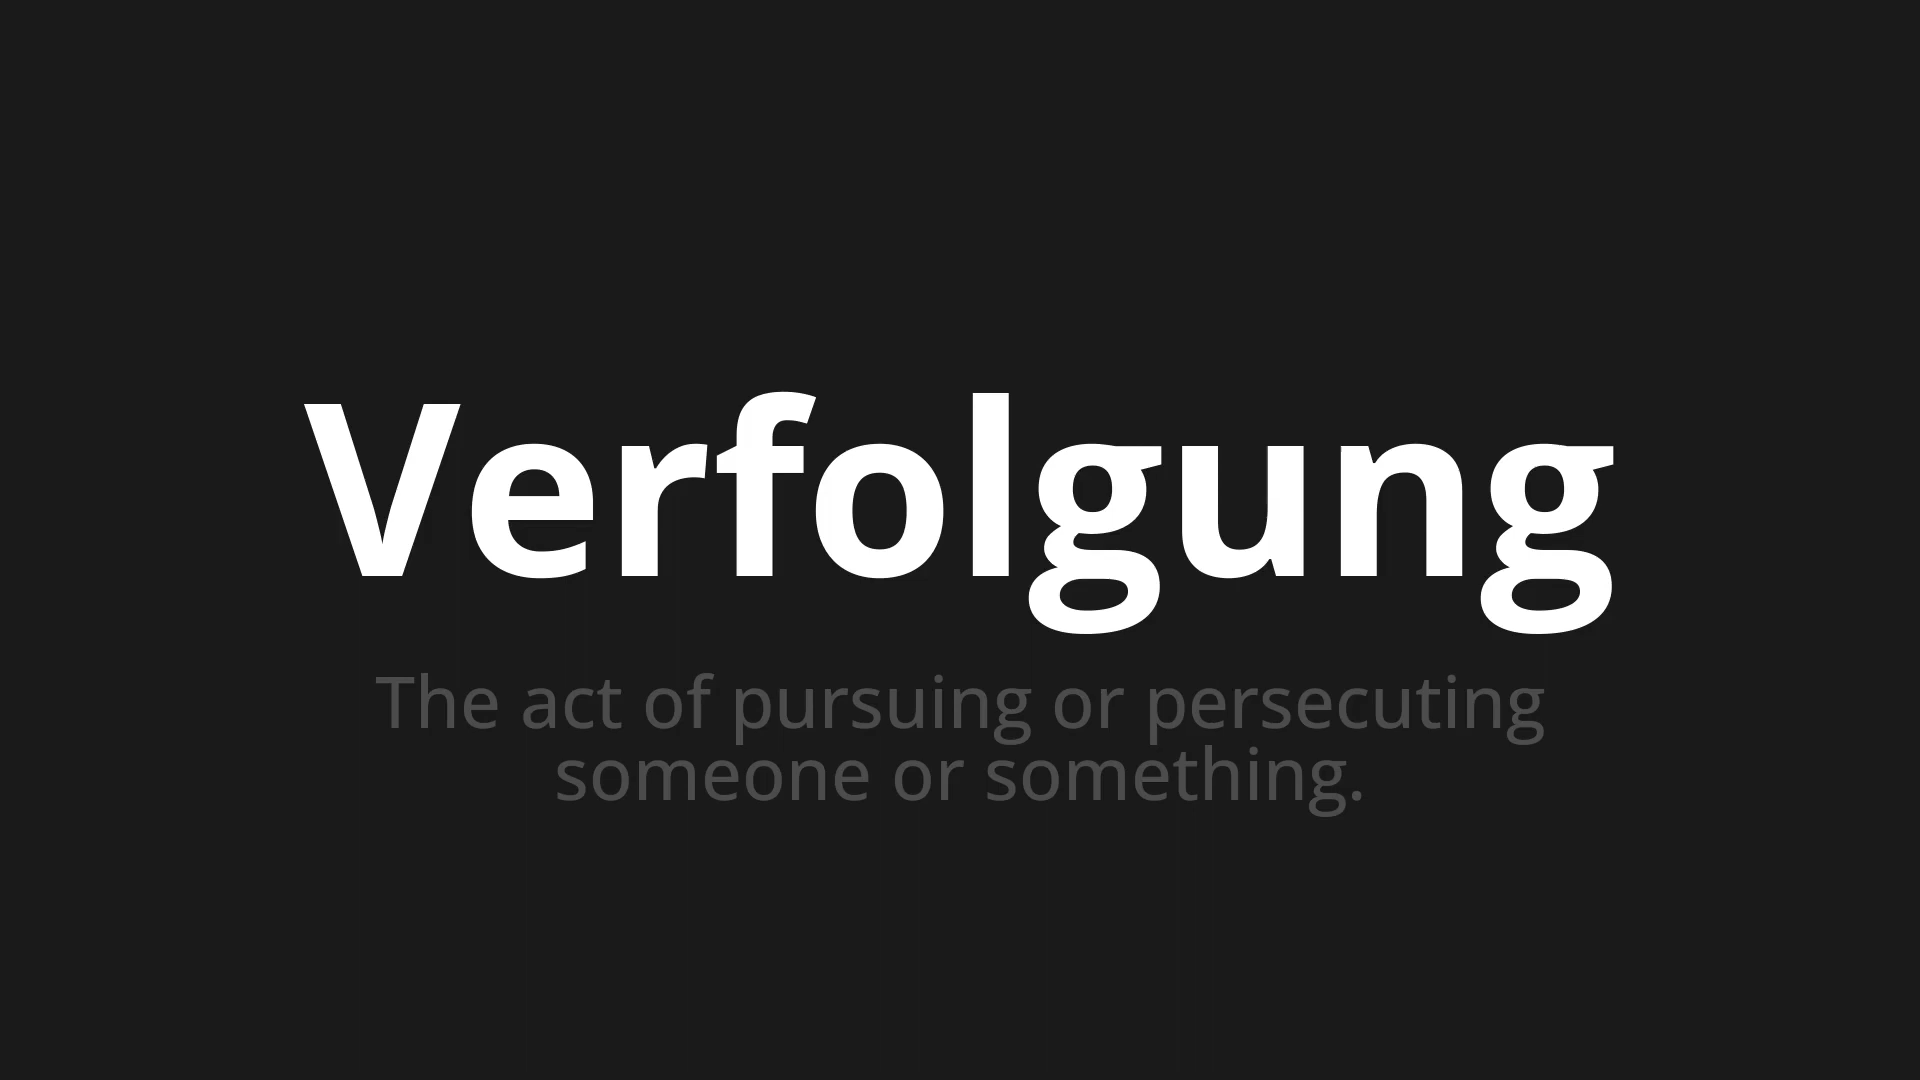 Verfolgung
The act of pursuing or persecuting
someone or something.